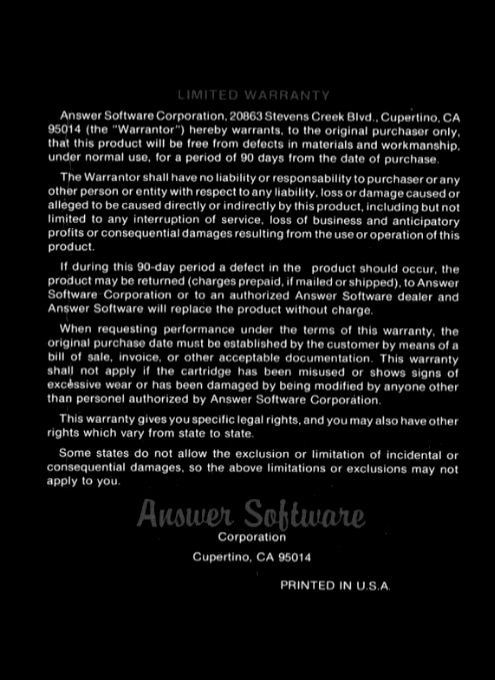 LIMITED WARRANTY
Answer Software Corporation, 20863 Stevens Creek Blvd., Cupertino, CA
95014 (the "Warrantor") hereby warrants, to the original purchaser only,
that this product will be free from defects in materials and workmanship,
under normal use, for a period of 90 days from the date of purchase.
The Warrantor shall have no liability or responsability to purchaser or any
other person or entity with respect to any liability, loss or damage caused or
alleged to be caused directly or indirectly by this product, including but not
limited to any interruption of service, loss of business and anticipatory
profits or consequential damages resulting from the use or operation of this
product.
If during this 90-day period a defect in the product should occur, the
product may be returned (charges prepaid, if mailed or shipped), to Answer
Software Corporation or to an authorized Answer Software dealer and
Answer Software will replace the product without charge.
When requesting performance under the terms of this warranty, the
original purchase date must be established by the customer by means of a
bill of sale, invoice, or other acceptable documentation. This warranty
shall not apply if the cartridge has been misused or shows signs of
excessive wear or has been damaged by being modified by anyone other
than personel authorized by Answer Software Corporation.
This warranty gives you specific legal rights, and you may also have other
rights which vary from state to state.
Some states do not allow the exclusion or limitation of incidental or
consequential damages, so the above limitations or exclusions may not
apply to you.
Answer Software
Corporation
Cupertino, CA 95014
PRINTED IN U.S.A.